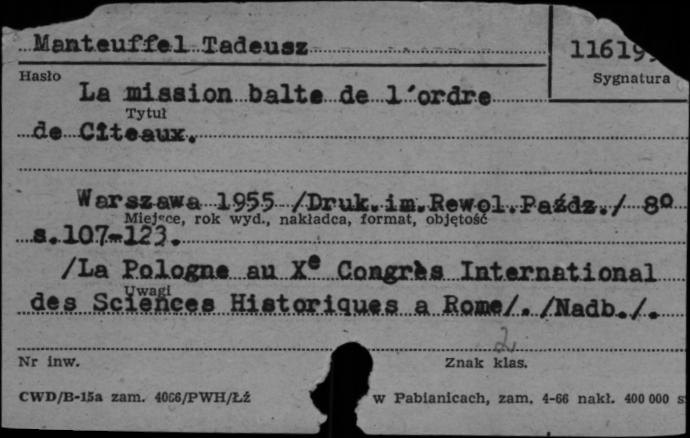 Manteuffel Tadeusz
Hasło
Sygnatura
La mission balte de l'ordre
Tytuł
de Cîteaux.
Warszawa 1955 /Druk.im.Rewol.Paźdz./ 8º
Miejsce, rok wyd., nakładca, format, objętość
s.107-123.
/La Pologne au Xe Congrès International
Uwagi
des Sciences Historiques a Rome/. /Nadb./.
2
Nr inw.
Znak klas.
CWD/B-15a zam. 4066/PWH/Łź
w Pabianicach, zam. 4-66 nakł. 400 000